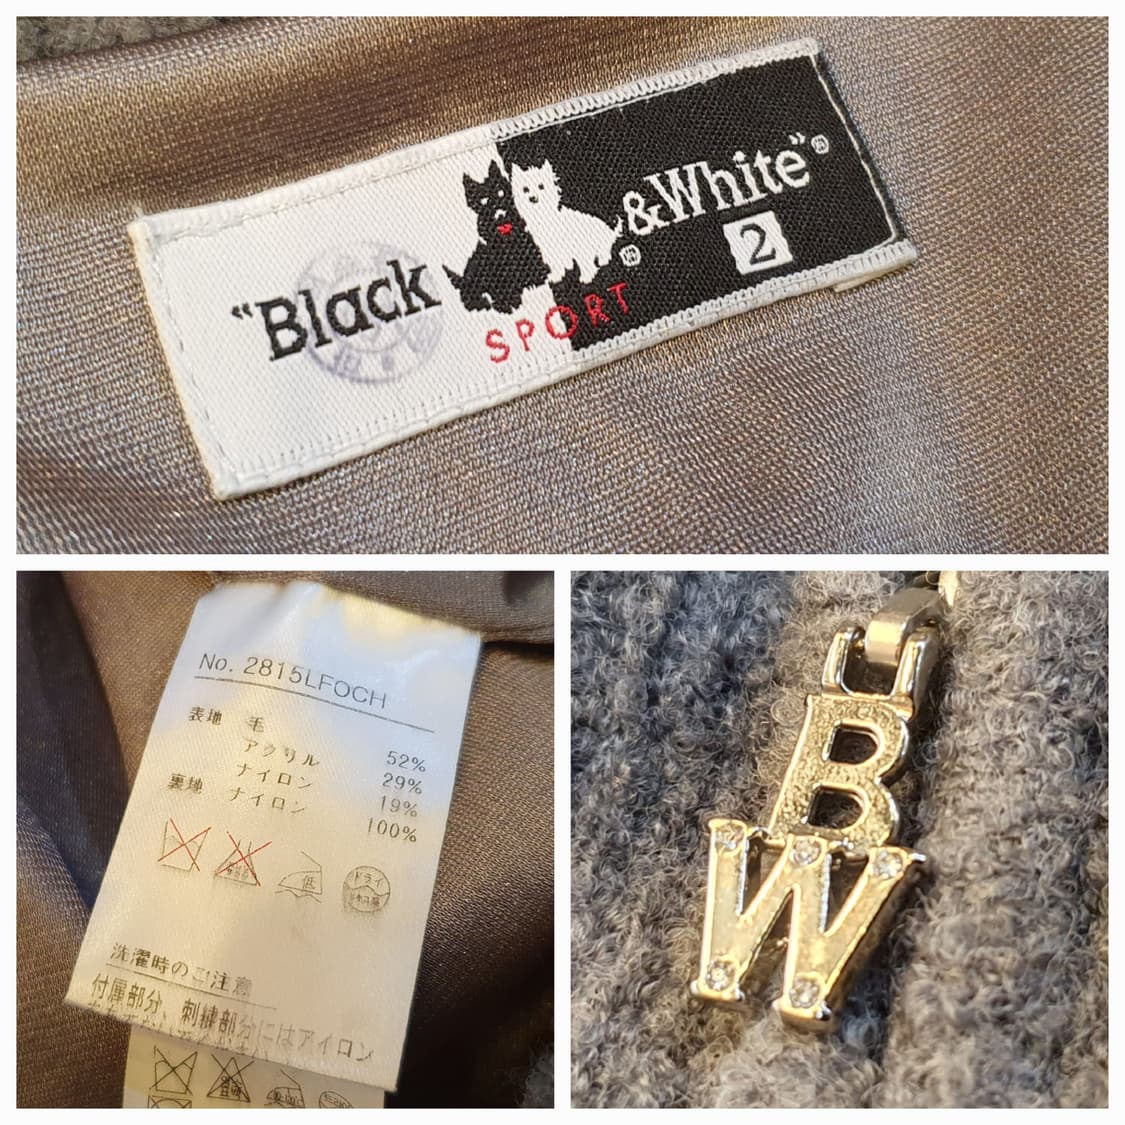 "Black & White"®
®
SPORT
2
No. 2815LFOCH
表地 毛 52%
アクリル 29%
ナイロン 19%
裏地 ナイロン 100%
低
ドライ
洗濯時のご注意
付属部分、刺繍部分にはアイロン
B
W